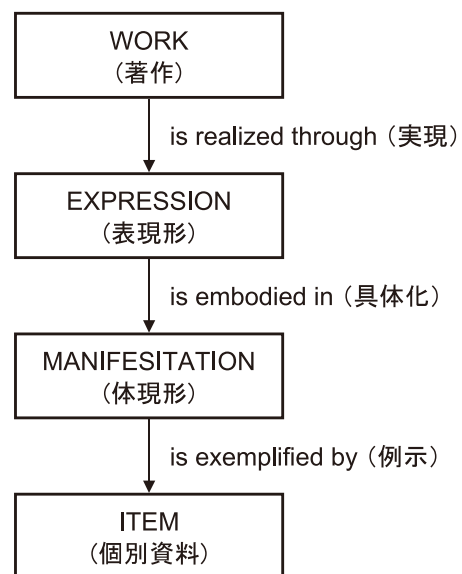 WORK
（著作）
is realized through（実現）
EXPRESSION
（表現形）
is embodied in（具体化）
MANIFESITATION
（体現形）
is exemplified by（例示）
ITEM
（個別資料）